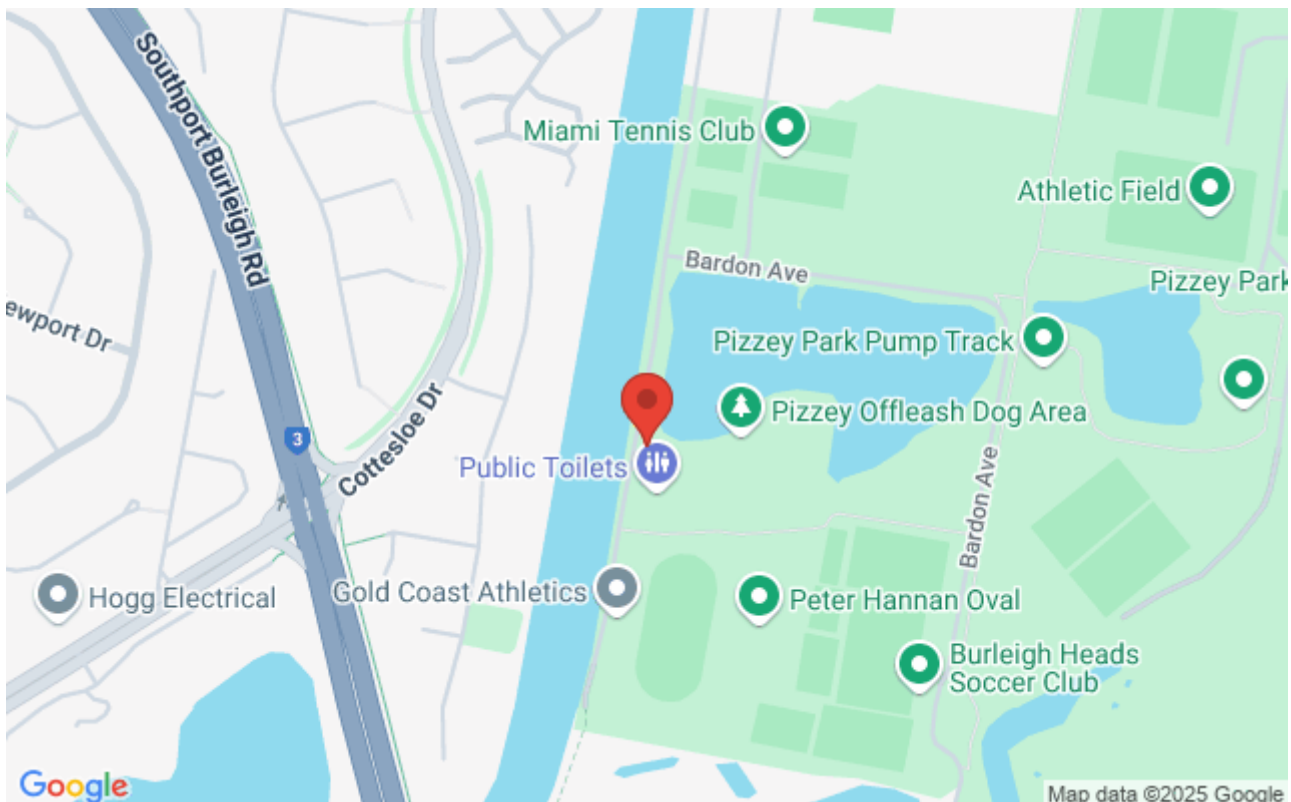 Southport Burleigh Rd
Miami Tennis Club
Athletic Field
Bardon Ave
Pizzey Park
ewport Dr
Pizzey Park Pump Track
3
Cottesloe Dr
Pizzey Offleash Dog Area
Public Toilets
Bardon Ave
Hogg Electrical
Gold Coast Athletics
Peter Hannan Oval
Burleigh Heads
Soccer Club
Google
Map data ©2025 Google